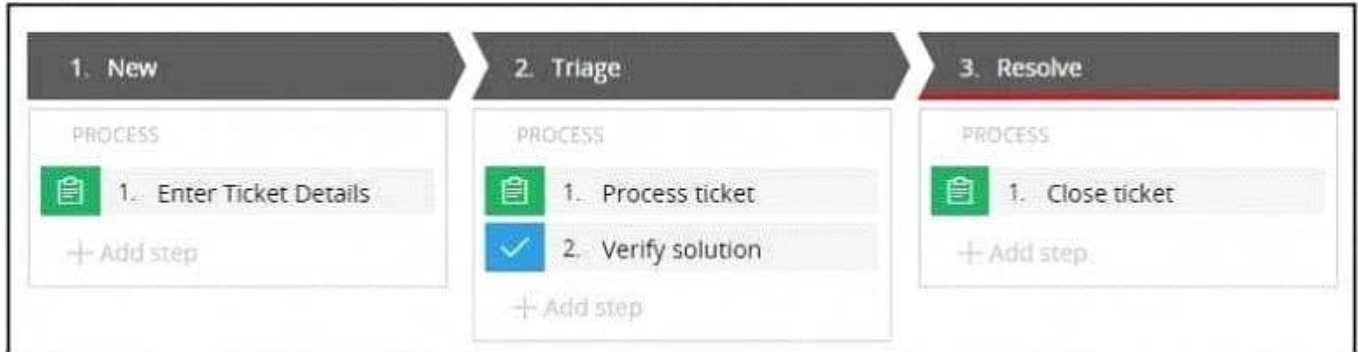 1. New
PROCESS
1. Enter Ticket Details
+ Add step
2. Triage
PROCESS
1. Process ticket
2. Verify solution
+ Add step
3. Resolve
PROCESS
1. Close ticket
+ Add step